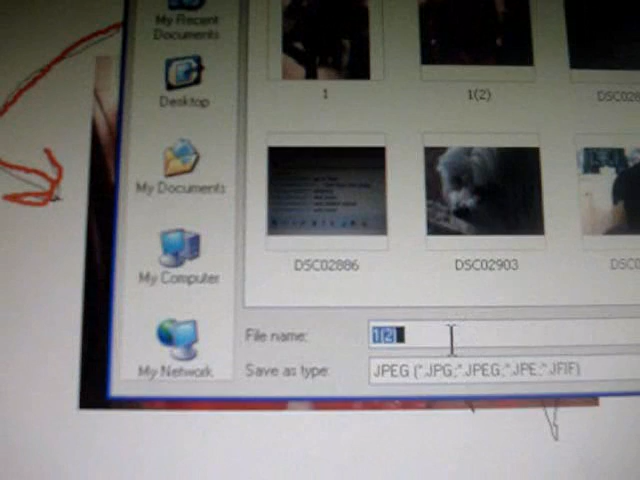 My Recent
Documents
Desktop
My Documents
My Computer
My Network
1
1(2)
DSC02886
DSC02903
File name:
1(2)
Save as type:
JPEG (*.JPG;*.JPEG;*.JPE;*.JFIF)